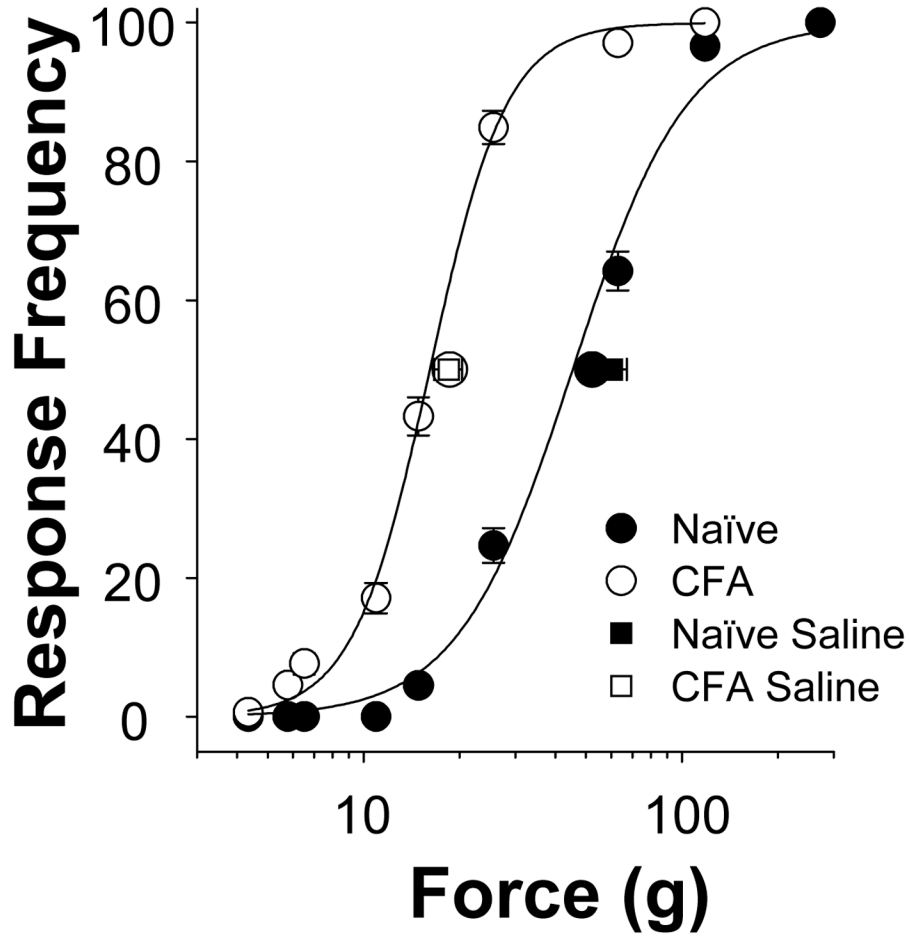 Response Frequency
100
80
60
40
20
0
Naïve
CFA
Naïve Saline
CFA Saline
10
100
Force (g)